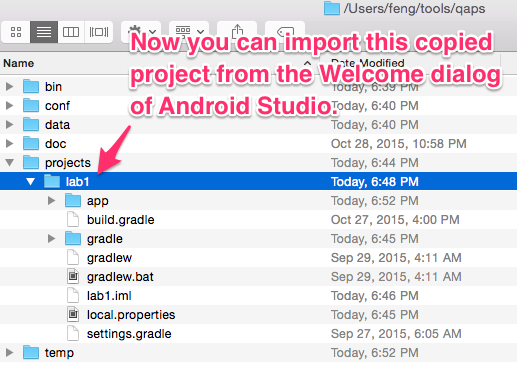 /Users/feng/tools/qaps
Now you can import this copied
project from the Welcome dialog
of Android Studio.
Name Date Modified
bin Today, 6:39 PM
conf Today, 6:40 PM
data Today, 6:40 PM
doc Oct 28, 2015, 10:58 PM
projects Today, 6:44 PM
lab1 Today, 6:48 PM
app Today, 6:52 PM
build.gradle Oct 27, 2015, 4:00 PM
gradle Today, 6:45 PM
gradlew Sep 29, 2015, 4:11 AM
gradlew.bat Sep 29, 2015, 4:11 AM
lab1.iml Today, 6:46 PM
local.properties Today, 6:45 PM
settings.gradle Sep 27, 2015, 6:05 AM
temp Today, 6:52 PM